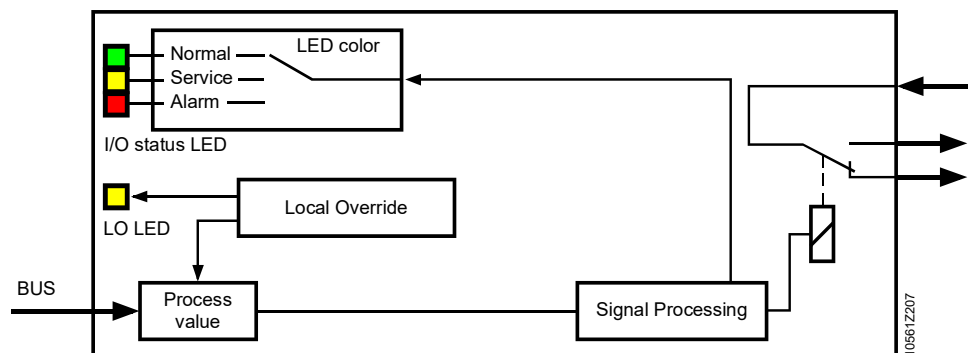 Normal
LED color
Service
Alarm
I/O status LED
Local Override
LO LED
BUS
Process
value
Signal Processing
10561Z207